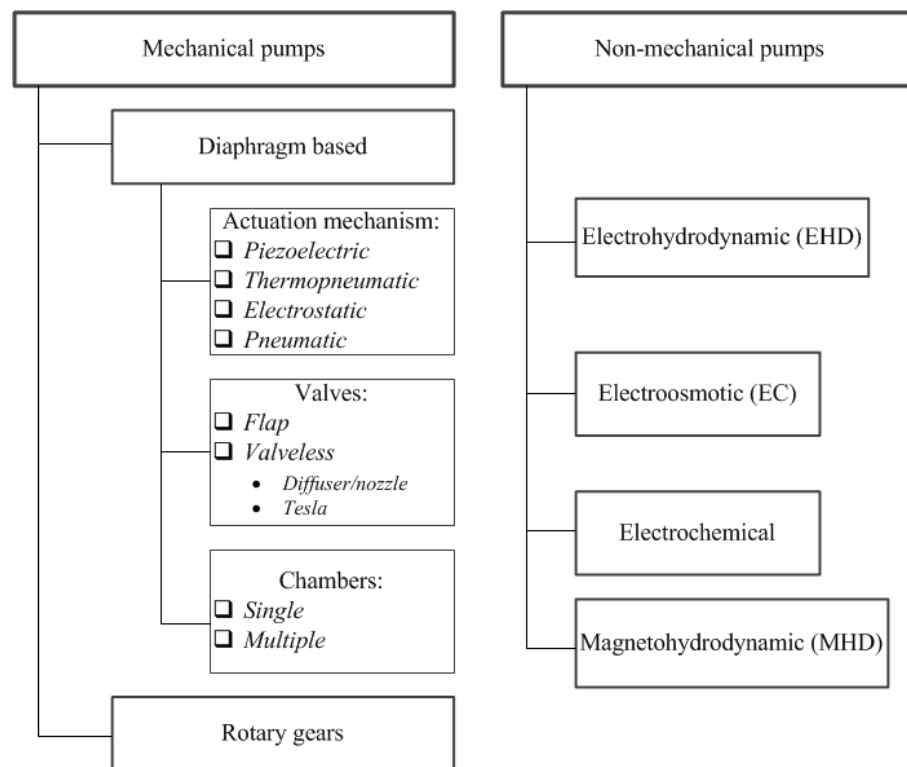 Mechanical pumps
Diaphragm based
Actuation mechanism:
Piezoelectric
Thermopneumatic
Electrostatic
Pneumatic
Valves:
Flap
Valveless
Diffuser/nozzle
Tesla
Chambers:
Single
Multiple
Rotary gears
Non-mechanical pumps
Electrohydrodynamic (EHD)
Electroosmotic (EC)
Electrochemical
Magnetohydrodynamic (MHD)